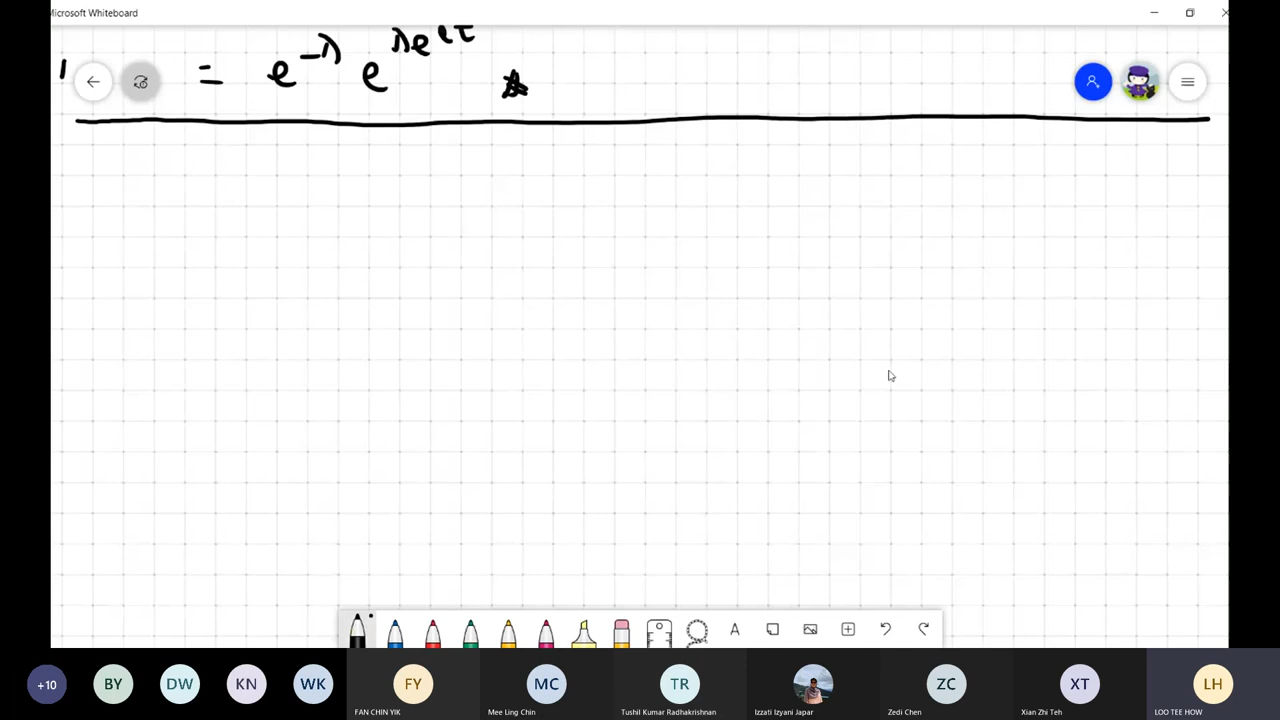 Microsoft Whiteboard
= e^{-λ} e^{λe^{it}}
A
+10 BY DW KN WK FY MC TR ZC XT LH
FAN CHIN YIK Mee Ling Chin Tushil Kumar Radhakrishnan Izzati Izyani Japar Zedi Chen Xian Zhi Teh LOO TEE HOW